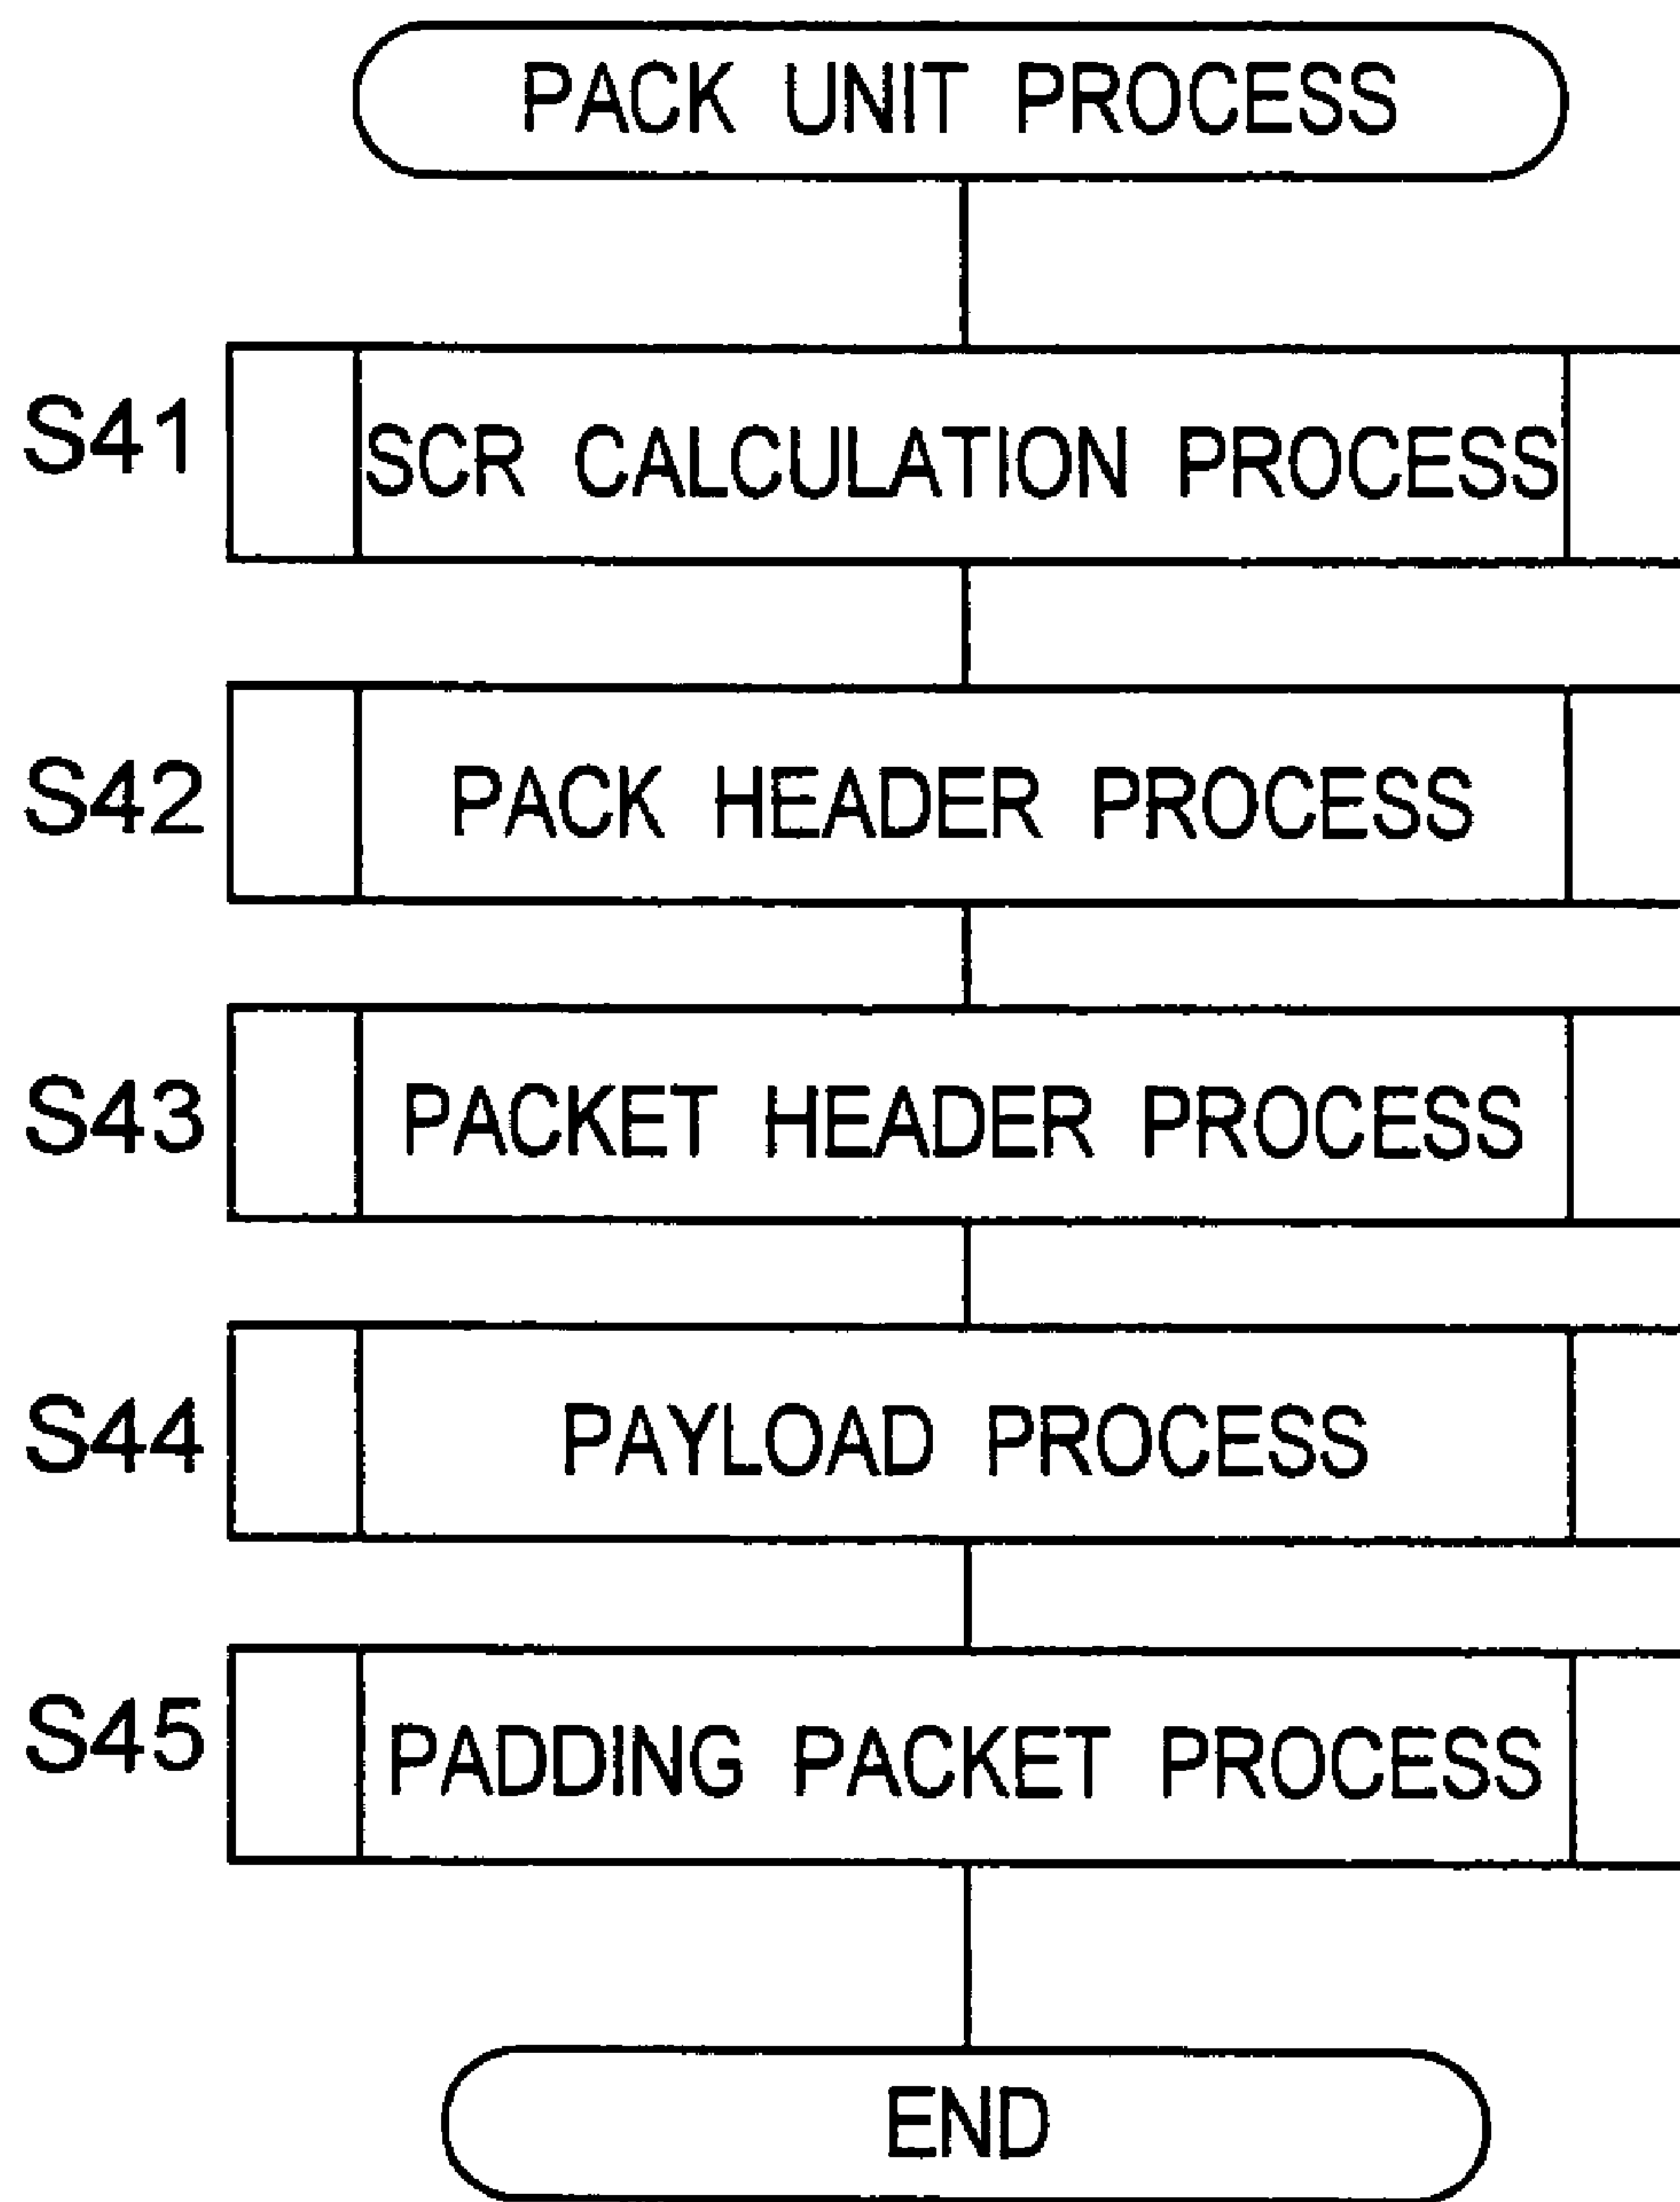 PACK UNIT PROCESS
S41
SCR CALCULATION PROCESS
S42
PACK HEADER PROCESS
S43
PACKET HEADER PROCESS
S44
PAYLOAD PROCESS
S45
PADDING PACKET PROCESS
END